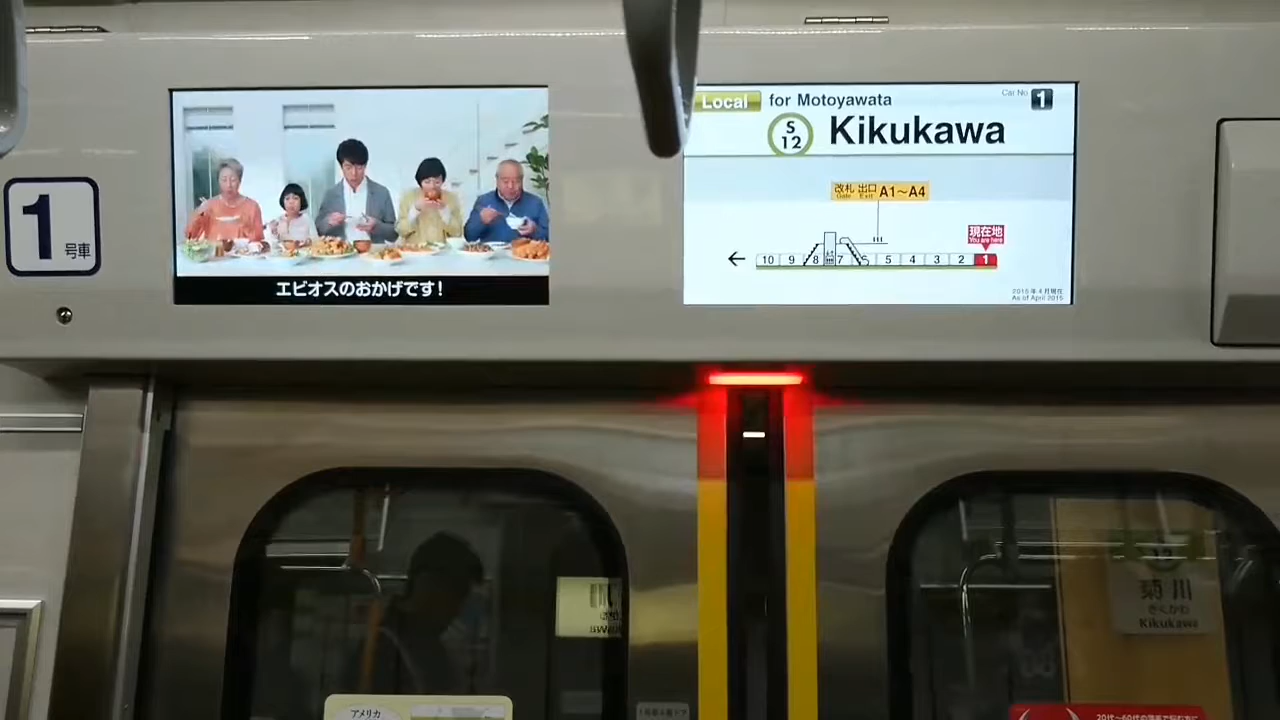 1
号車
エビオスのおかげです!
Local for Motoyawata
Car No. 1
S
12
Kikukawa
改札 出口 A1~A4
Gate Exit
現在地
You are here
← 10 9 8 7 6 5 4 3 2 1
2015年4月現在
As of April 2015
菊川
きくかわ
Kikukawa
アメリカ